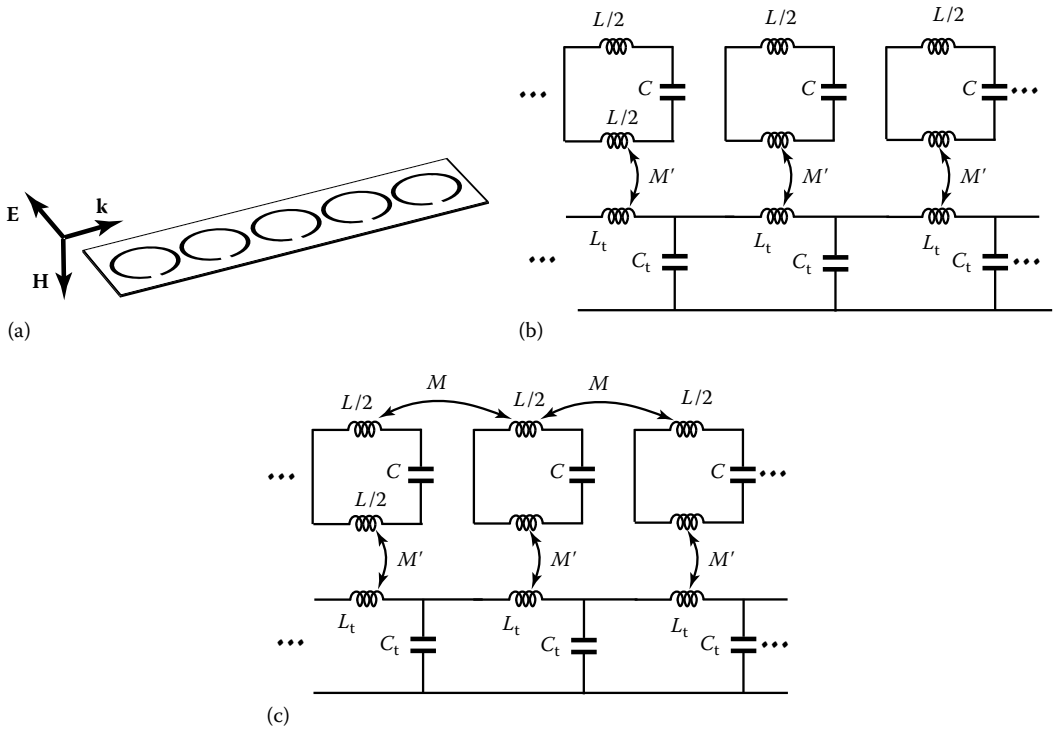 E
k
H
(a)
L/2 L/2 L/2
C C C
L/2
M′ M′ M′
L_t L_t L_t
C_t C_t C_t
(b)
M M
L/2 L/2 L/2
C C C
L/2
M′ M′ M′
L_t L_t L_t
C_t C_t C_t
(c)